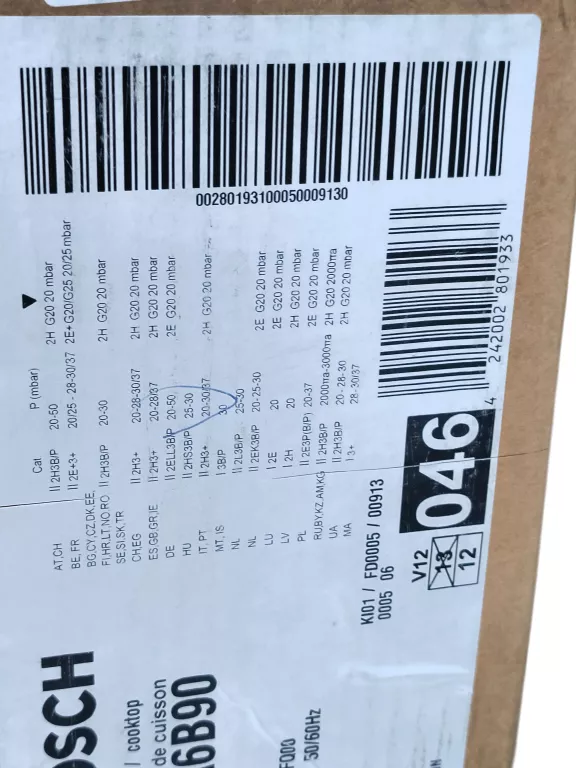 00280193100050009130
Cat P (mbar) ▼
AT,CH II 2H3B/P 20-50 2H G20 20 mbar
BE, FR II 2E+3+ 20/25 - 28-30/37 2E+ G20/G25 20/25 mbar
BG,CY,CZ,DK,EE,
FI,HR,LT,NO,RO II 2H3B/P 20-30 2H G20 20 mbar
SE,SI,SK,TR
CH,EG II 2H3+ 20-28-30/37 2H G20 20 mbar
ES,GB,GR,IE II 2H3+ 20-28/37 2H G20 20 mbar
DE II 2ELL3B/P 20-50 2E G20 20 mbar
HU II 2HS3B/P 25-30
IT, PT II 2H3+ 20-30/37 2H G20 20 mbar
MT, IS I 3B/P 30
NL II 2L3B/P 25-30
NL II 2EK3B/P 20-25-30 2E G20 20 mbar
LU I 2E 20 2E G20 20 mbar
LV I 2H 20 2H G20 20 mbar
PL II 2E3P(B/P) 20-37 2E G20 20 mbar
RU,BY,KZ,AM,KG II 2H3B/P 2000mпa-3000mпa 2H G20 2000mпa
UA II 2H3B/P 20 - 28- 30 2H G20 20 mbar
MA I 3+ 28- 30/37
4 242002 801933
KI01 / FD0005 / 00913
0005 06
V12
13
12
046
OSCH
/ cooktop
de cuisson
6B90
FQ00
50/60Hz